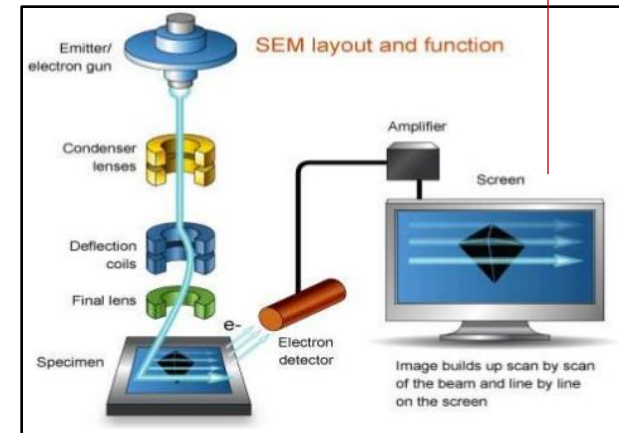 SEM layout and function
Emitter/
electron gun
Condenser
lenses
Deflection
coils
Final lens
Specimen
e-
Electron
detector
Amplifier
Screen
Image builds up scan by scan
of the beam and line by line
on the screen